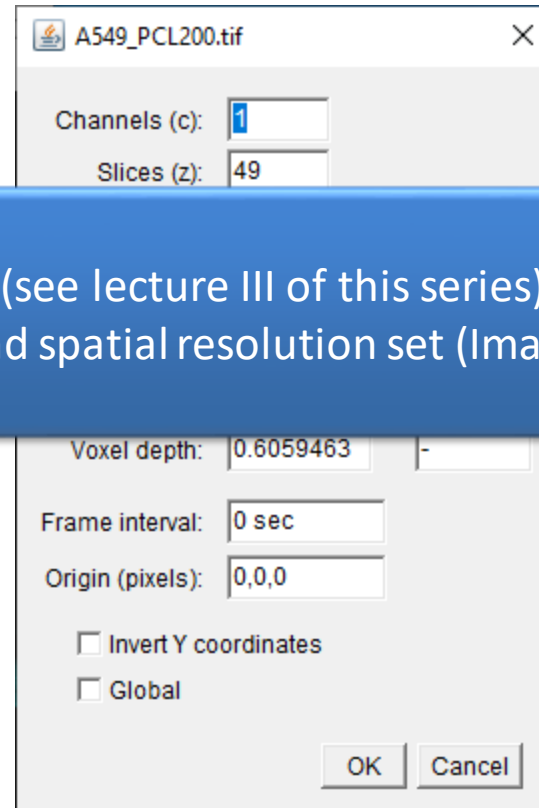 A549_PCL200.tif
Channels (c): 1
Slices (z): 49
(see lecture III of this series)
spatial resolution set
Voxel depth: 0.6059463 -
Frame interval: 0 sec
Origin (pixels): 0,0,0
Invert Y coordinates
Global
OK Cancel